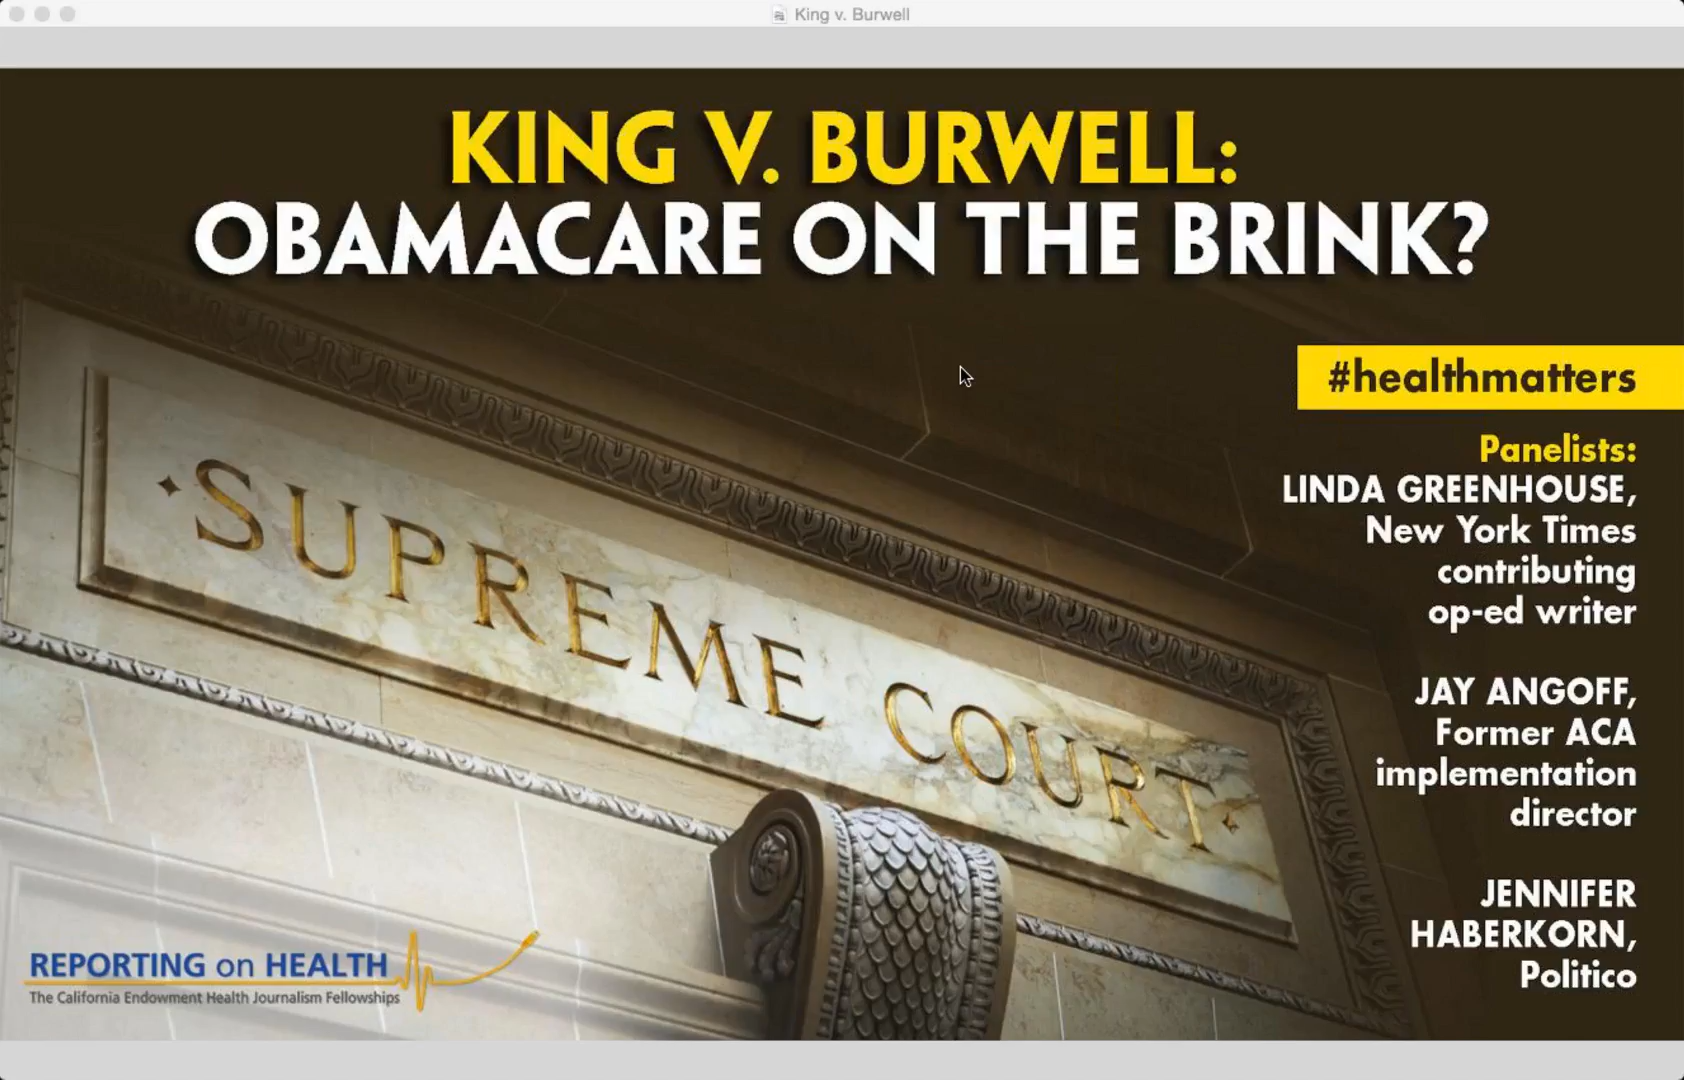 King v. Burwell
KING V. BURWELL:
OBAMACARE ON THE BRINK?
#healthmatters
Panelists:
LINDA GREENHOUSE,
New York Times
contributing
op-ed writer
JAY ANGOFF,
Former ACA
implementation
director
JENNIFER
HABERKORN,
Politico
SUPREME COURT
REPORTING on HEALTH
The California Endowment Health Journalism Fellowships